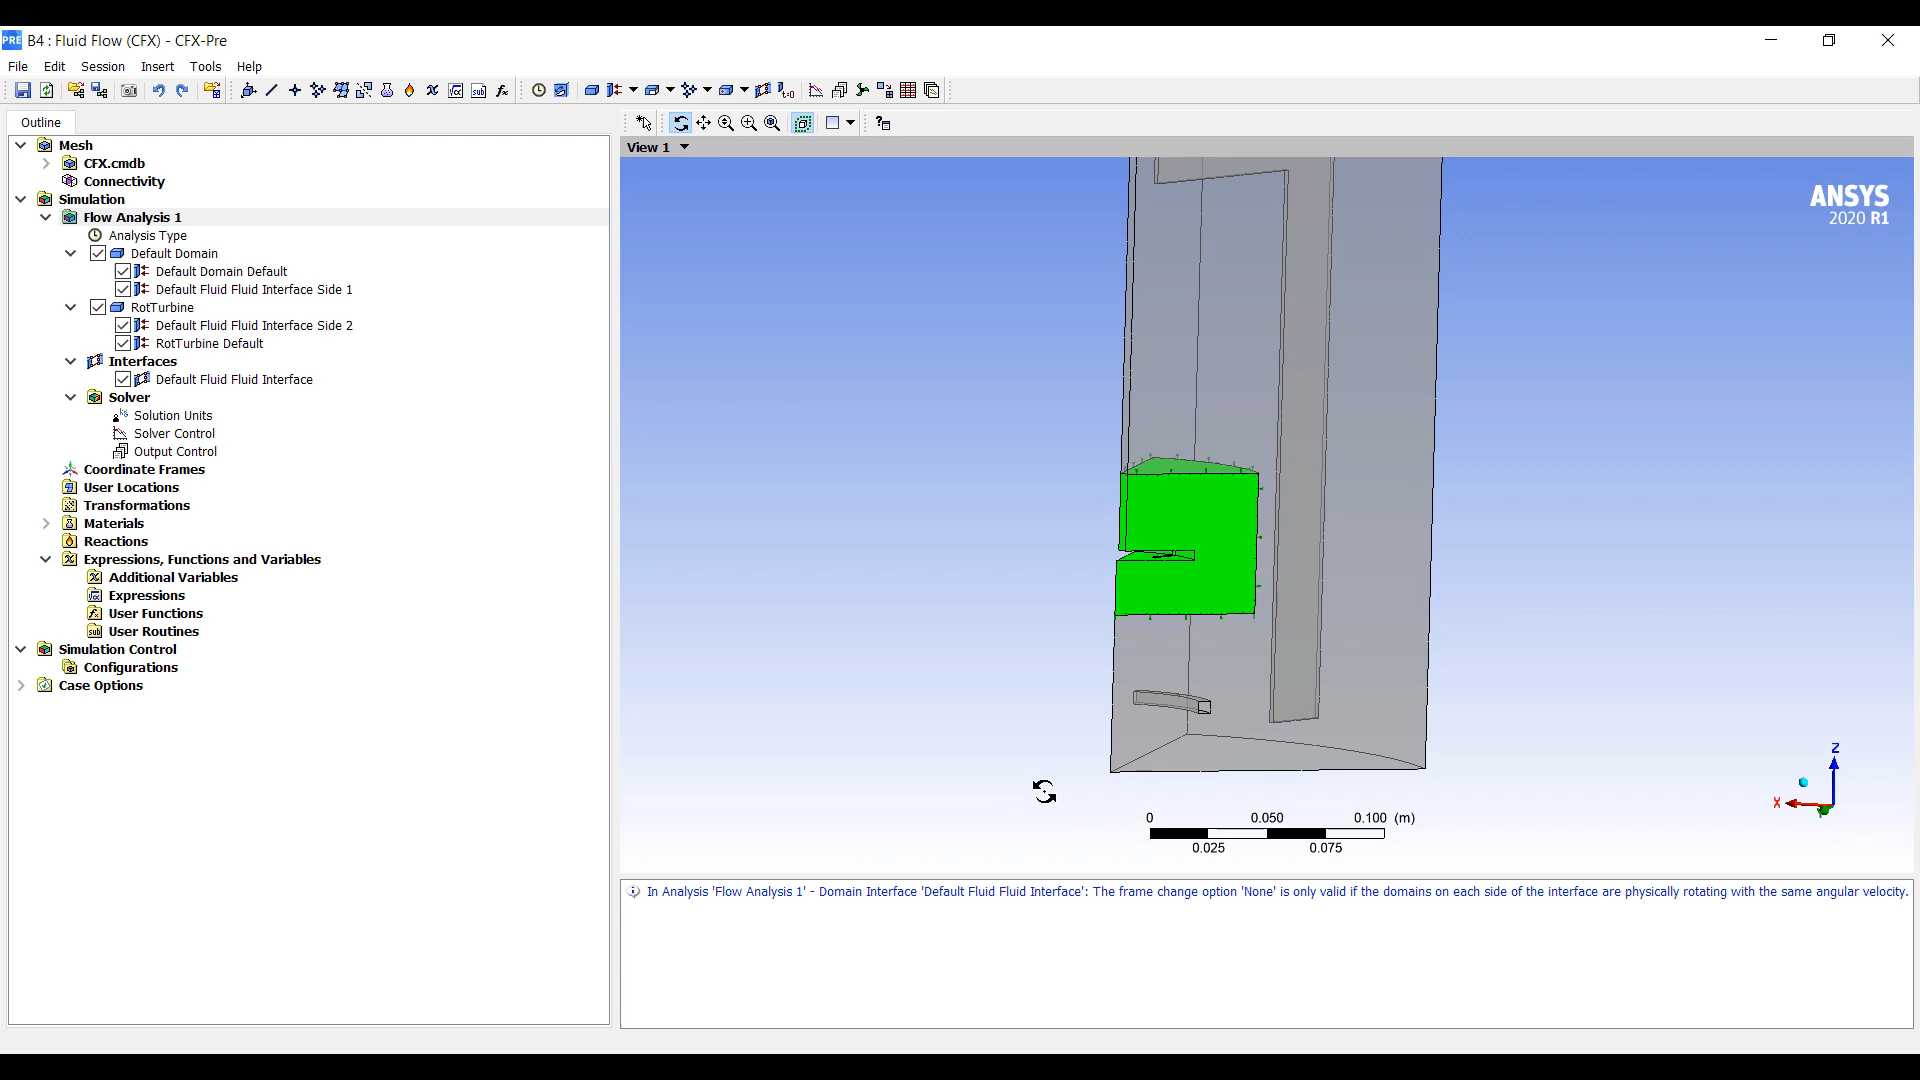 PRE B4 : Fluid Flow (CFX) - CFX-Pre
File Edit Session Insert Tools Help
Outline
Mesh
CFX.cmdb
Connectivity
Simulation
Flow Analysis 1
Analysis Type
Default Domain
Default Domain Default
Default Fluid Fluid Interface Side 1
RotTurbine
Default Fluid Fluid Interface Side 2
RotTurbine Default
Interfaces
Default Fluid Fluid Interface
Solver
Solution Units
Solver Control
Output Control
Coordinate Frames
User Locations
Transformations
Materials
Reactions
Expressions, Functions and Variables
Additional Variables
Expressions
User Functions
User Routines
Simulation Control
Configurations
Case Options
View 1
ANSYS
2020 R1
Z
X
0 0.050 0.100 (m)
0.025 0.075
In Analysis 'Flow Analysis 1' - Domain Interface 'Default Fluid Fluid Interface': The frame change option 'None' is only valid if the domains on each side of the interface are physically rotating with the same angular velocity.